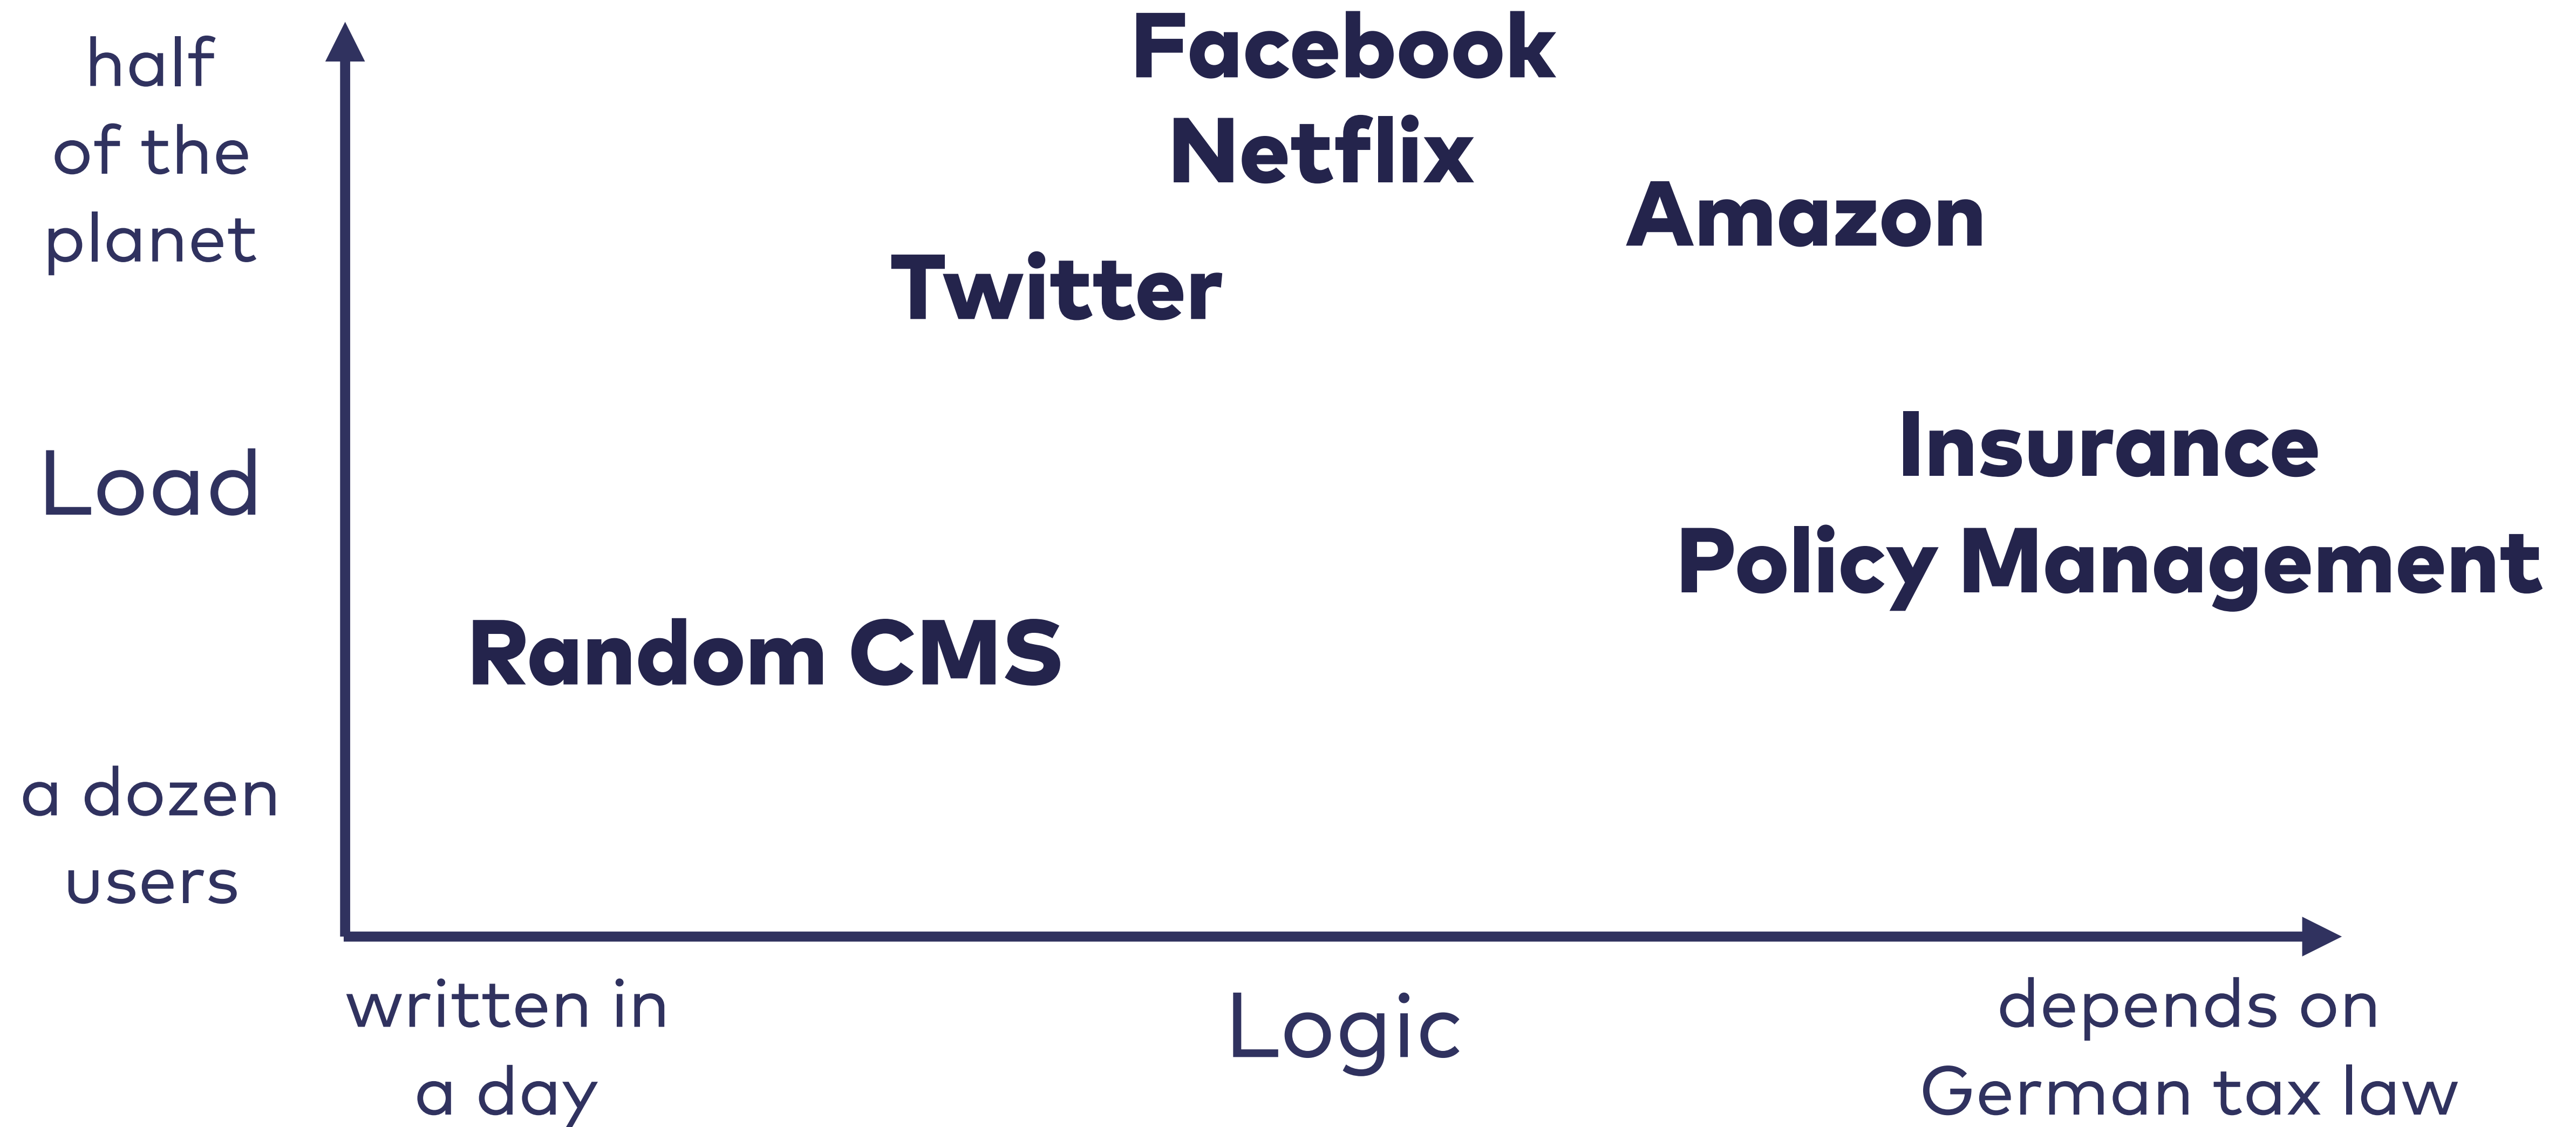 half
of the
planet
Facebook
Netflix
Amazon
Twitter
Load
Insurance
Policy Management
Random CMS
a dozen
users
written in
a day
Logic
depends on
German tax law